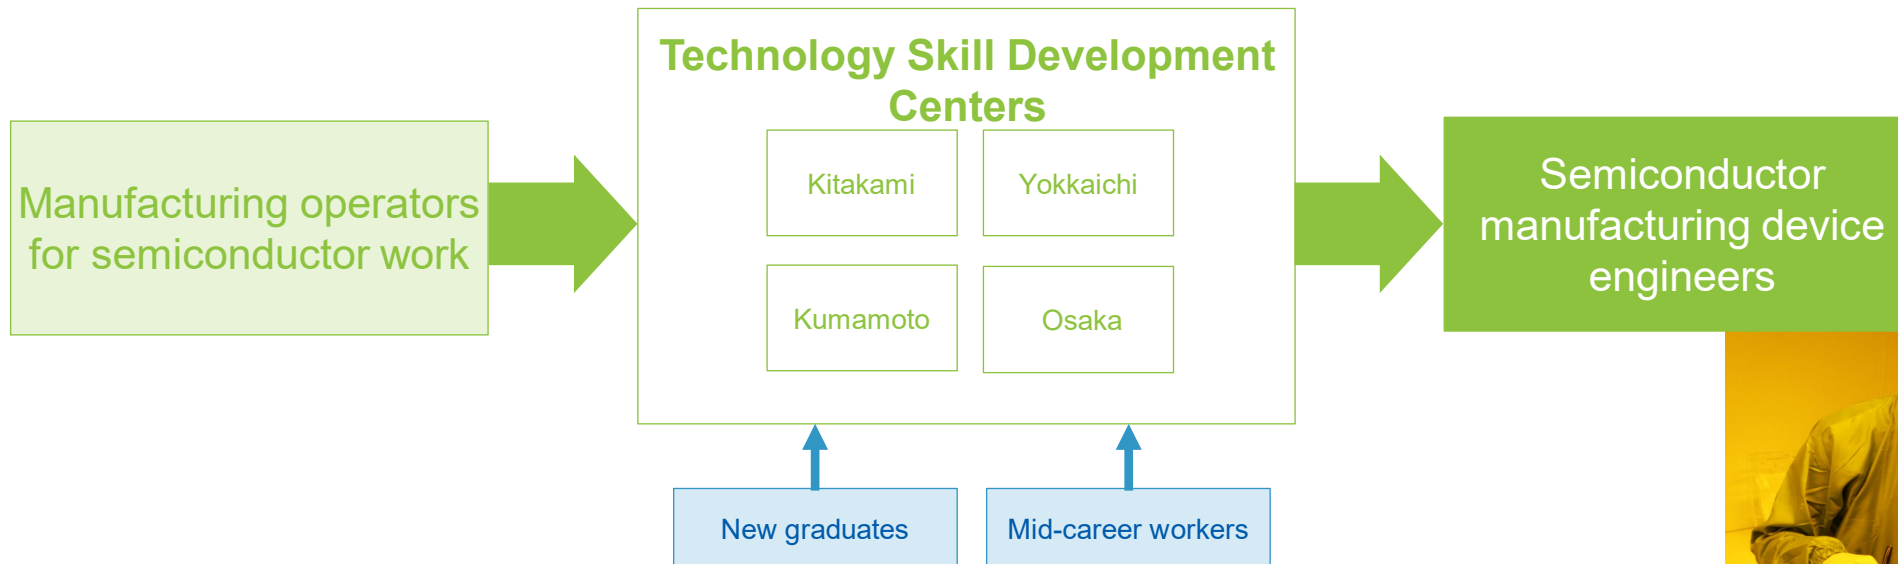 Technology Skill Development
Centers
Manufacturing operators
for semiconductor work
Kitakami
Yokkaichi
Kumamoto
Osaka
Semiconductor
manufacturing device
engineers
New graduates
Mid-career workers